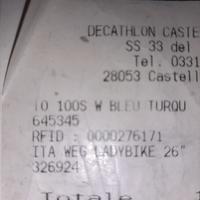 DECATHLON CASTE
SS 33 del
Tel. 0331
28053 Castell
TO 100S W BLEU TURQU
645345
RFID : 0000276171
ITA WEG LADYBIKE 26"
326924
Totale